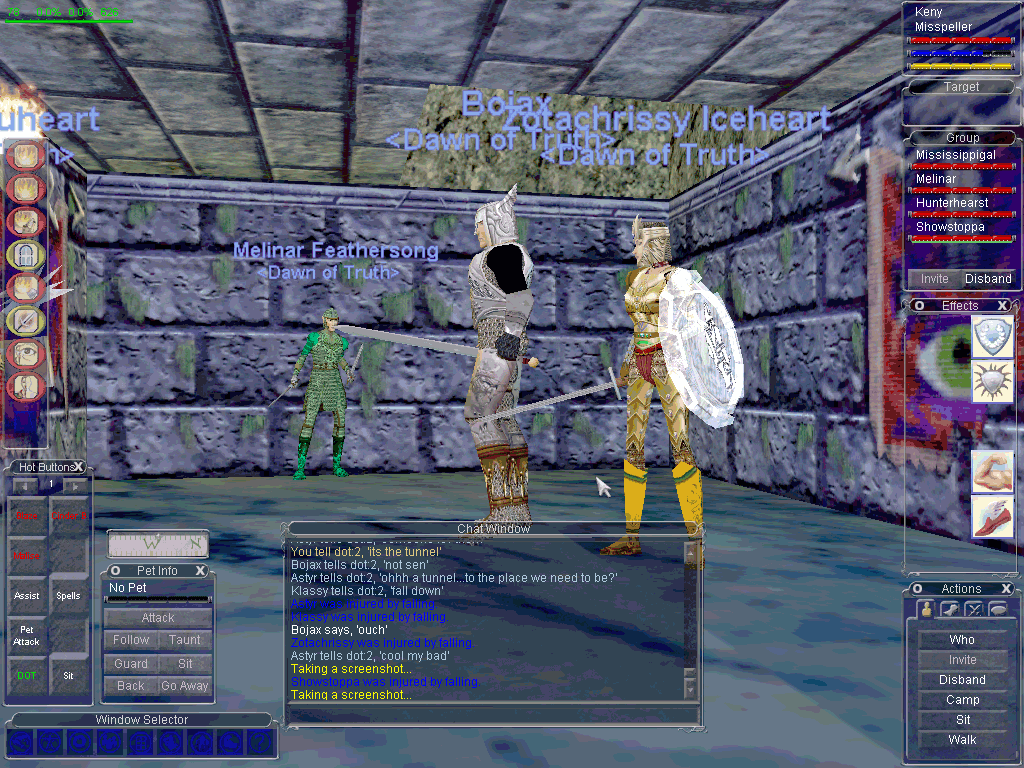 Keny
Misspeller
Target
Group
Mississippigal
Melinar
Hunterhearst
Showstoppa
Invite Disband
Effects X
Bojax
<Dawn of Truth>
Zotachrissy Iceheart
<Dawn of Truth>
uheart
Melinar Feathersong
<Dawn of Truth>
Hot Buttons X
1
Assist
Spells
Pet
Attack
DOT
Sit
W N
Pet Info X
No Pet
Attack
Follow Taunt
Guard Sit
Back Go Away
Window Selector
Chat Window
You tell dot:2, 'its the tunnel'
Bojax tells dot:2, 'not sen'
Astyr tells dot:2, 'ohhh a tunnel..to the place we need to be?'
Klassy tells dot:2, 'fall down'
Astyr was injured by falling.
Klassy was injured by falling.
Bojax says, 'ouch'
Zotachrissy was injured by falling.
Astyr tells dot:2, 'cool my bad'
Taking a screenshot...
Showstoppa was injured by falling.
Taking a screenshot...
Actions X
Who
Invite
Disband
Camp
Sit
Walk